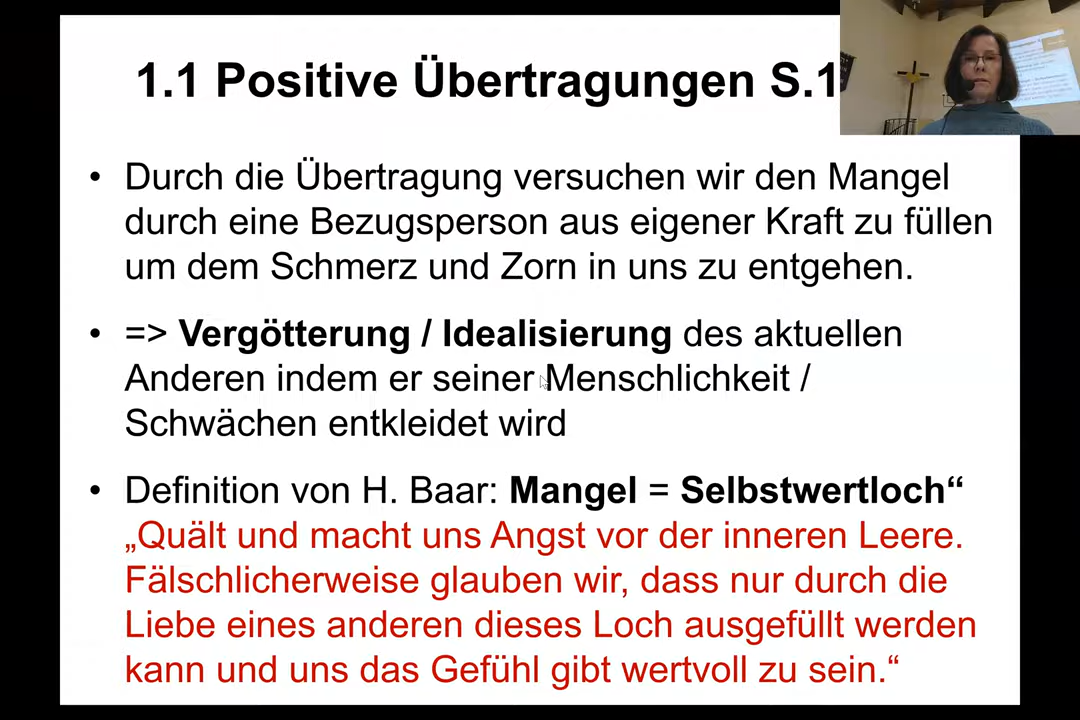 1.1 Positive Übertragungen S.1
• Durch die Übertragung versuchen wir den Mangel
durch eine Bezugsperson aus eigener Kraft zu füllen
um dem Schmerz und Zorn in uns zu entgehen.
• => Vergötterung / Idealisierung des aktuellen
Anderen indem er seiner Menschlichkeit /
Schwächen entkleidet wird
• Definition von H. Baar: Mangel = Selbstwertloch“
„Quält und macht uns Angst vor der inneren Leere.
Fälschlicherweise glauben wir, dass nur durch die
Liebe eines anderen dieses Loch ausgefüllt werden
kann und uns das Gefühl gibt wertvoll zu sein.“